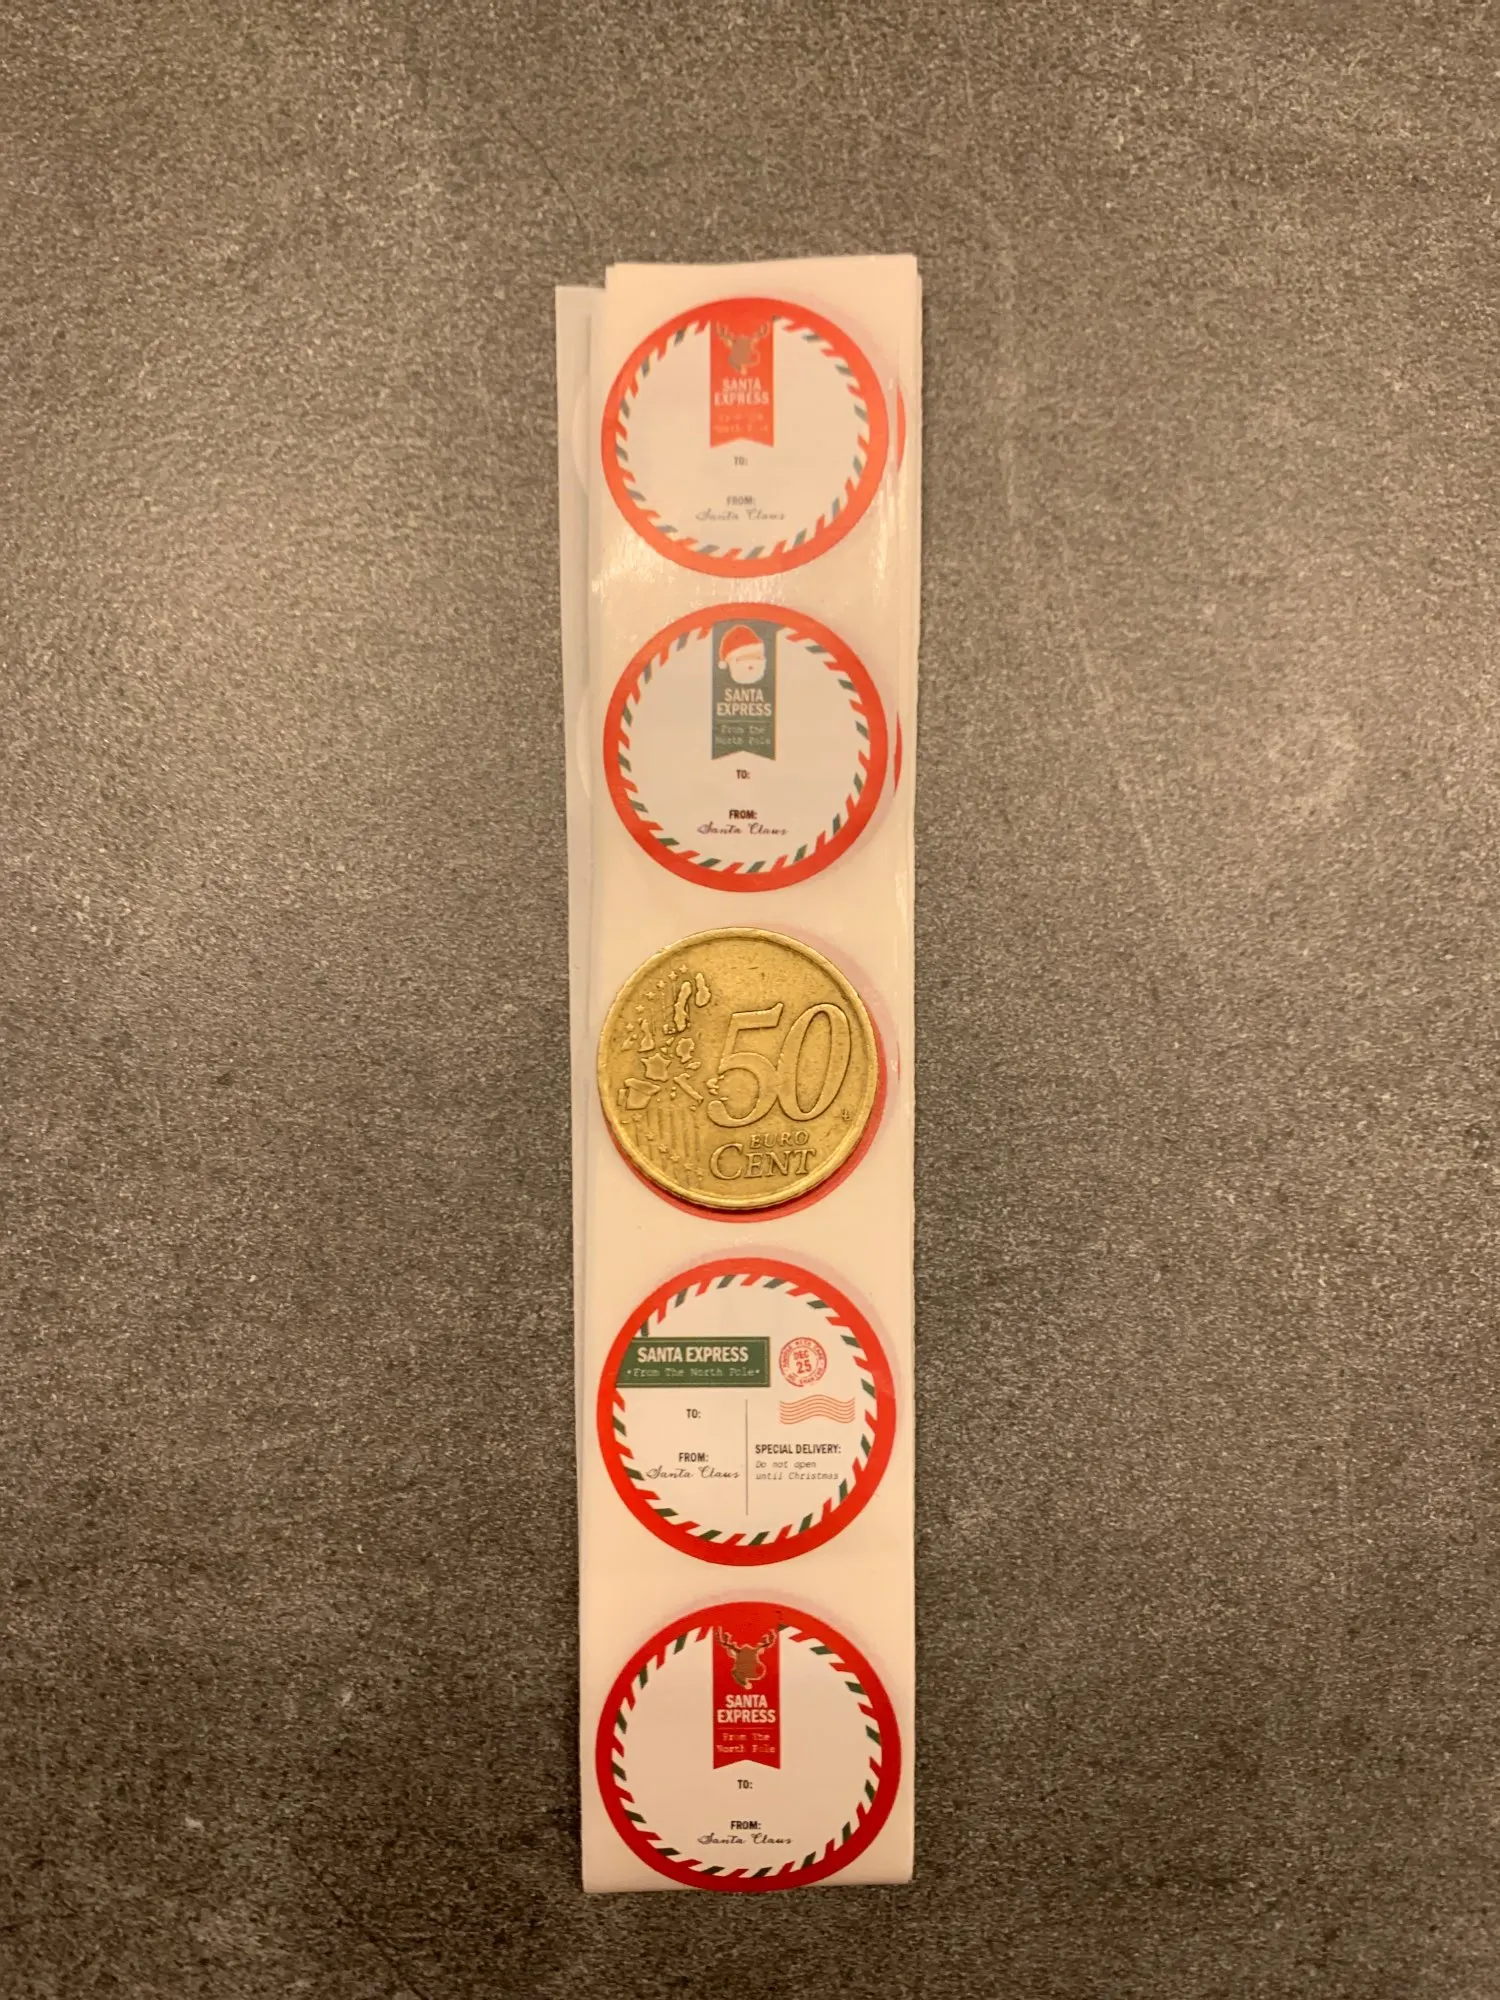 SANTA
EXPRESS
North Pole
TO:
FROM:
Santa Claus
SANTA
EXPRESS
From the
North Pole
TO:
FROM:
Santa Claus
50
EURO
CENT
SANTA EXPRESS
•From The North Pole•
DEC
25
TO:
FROM:
Santa Claus
SPECIAL DELIVERY:
Do not open
until Christmas
SANTA
EXPRESS
From The
North Pole
TO:
FROM:
Santa Claus